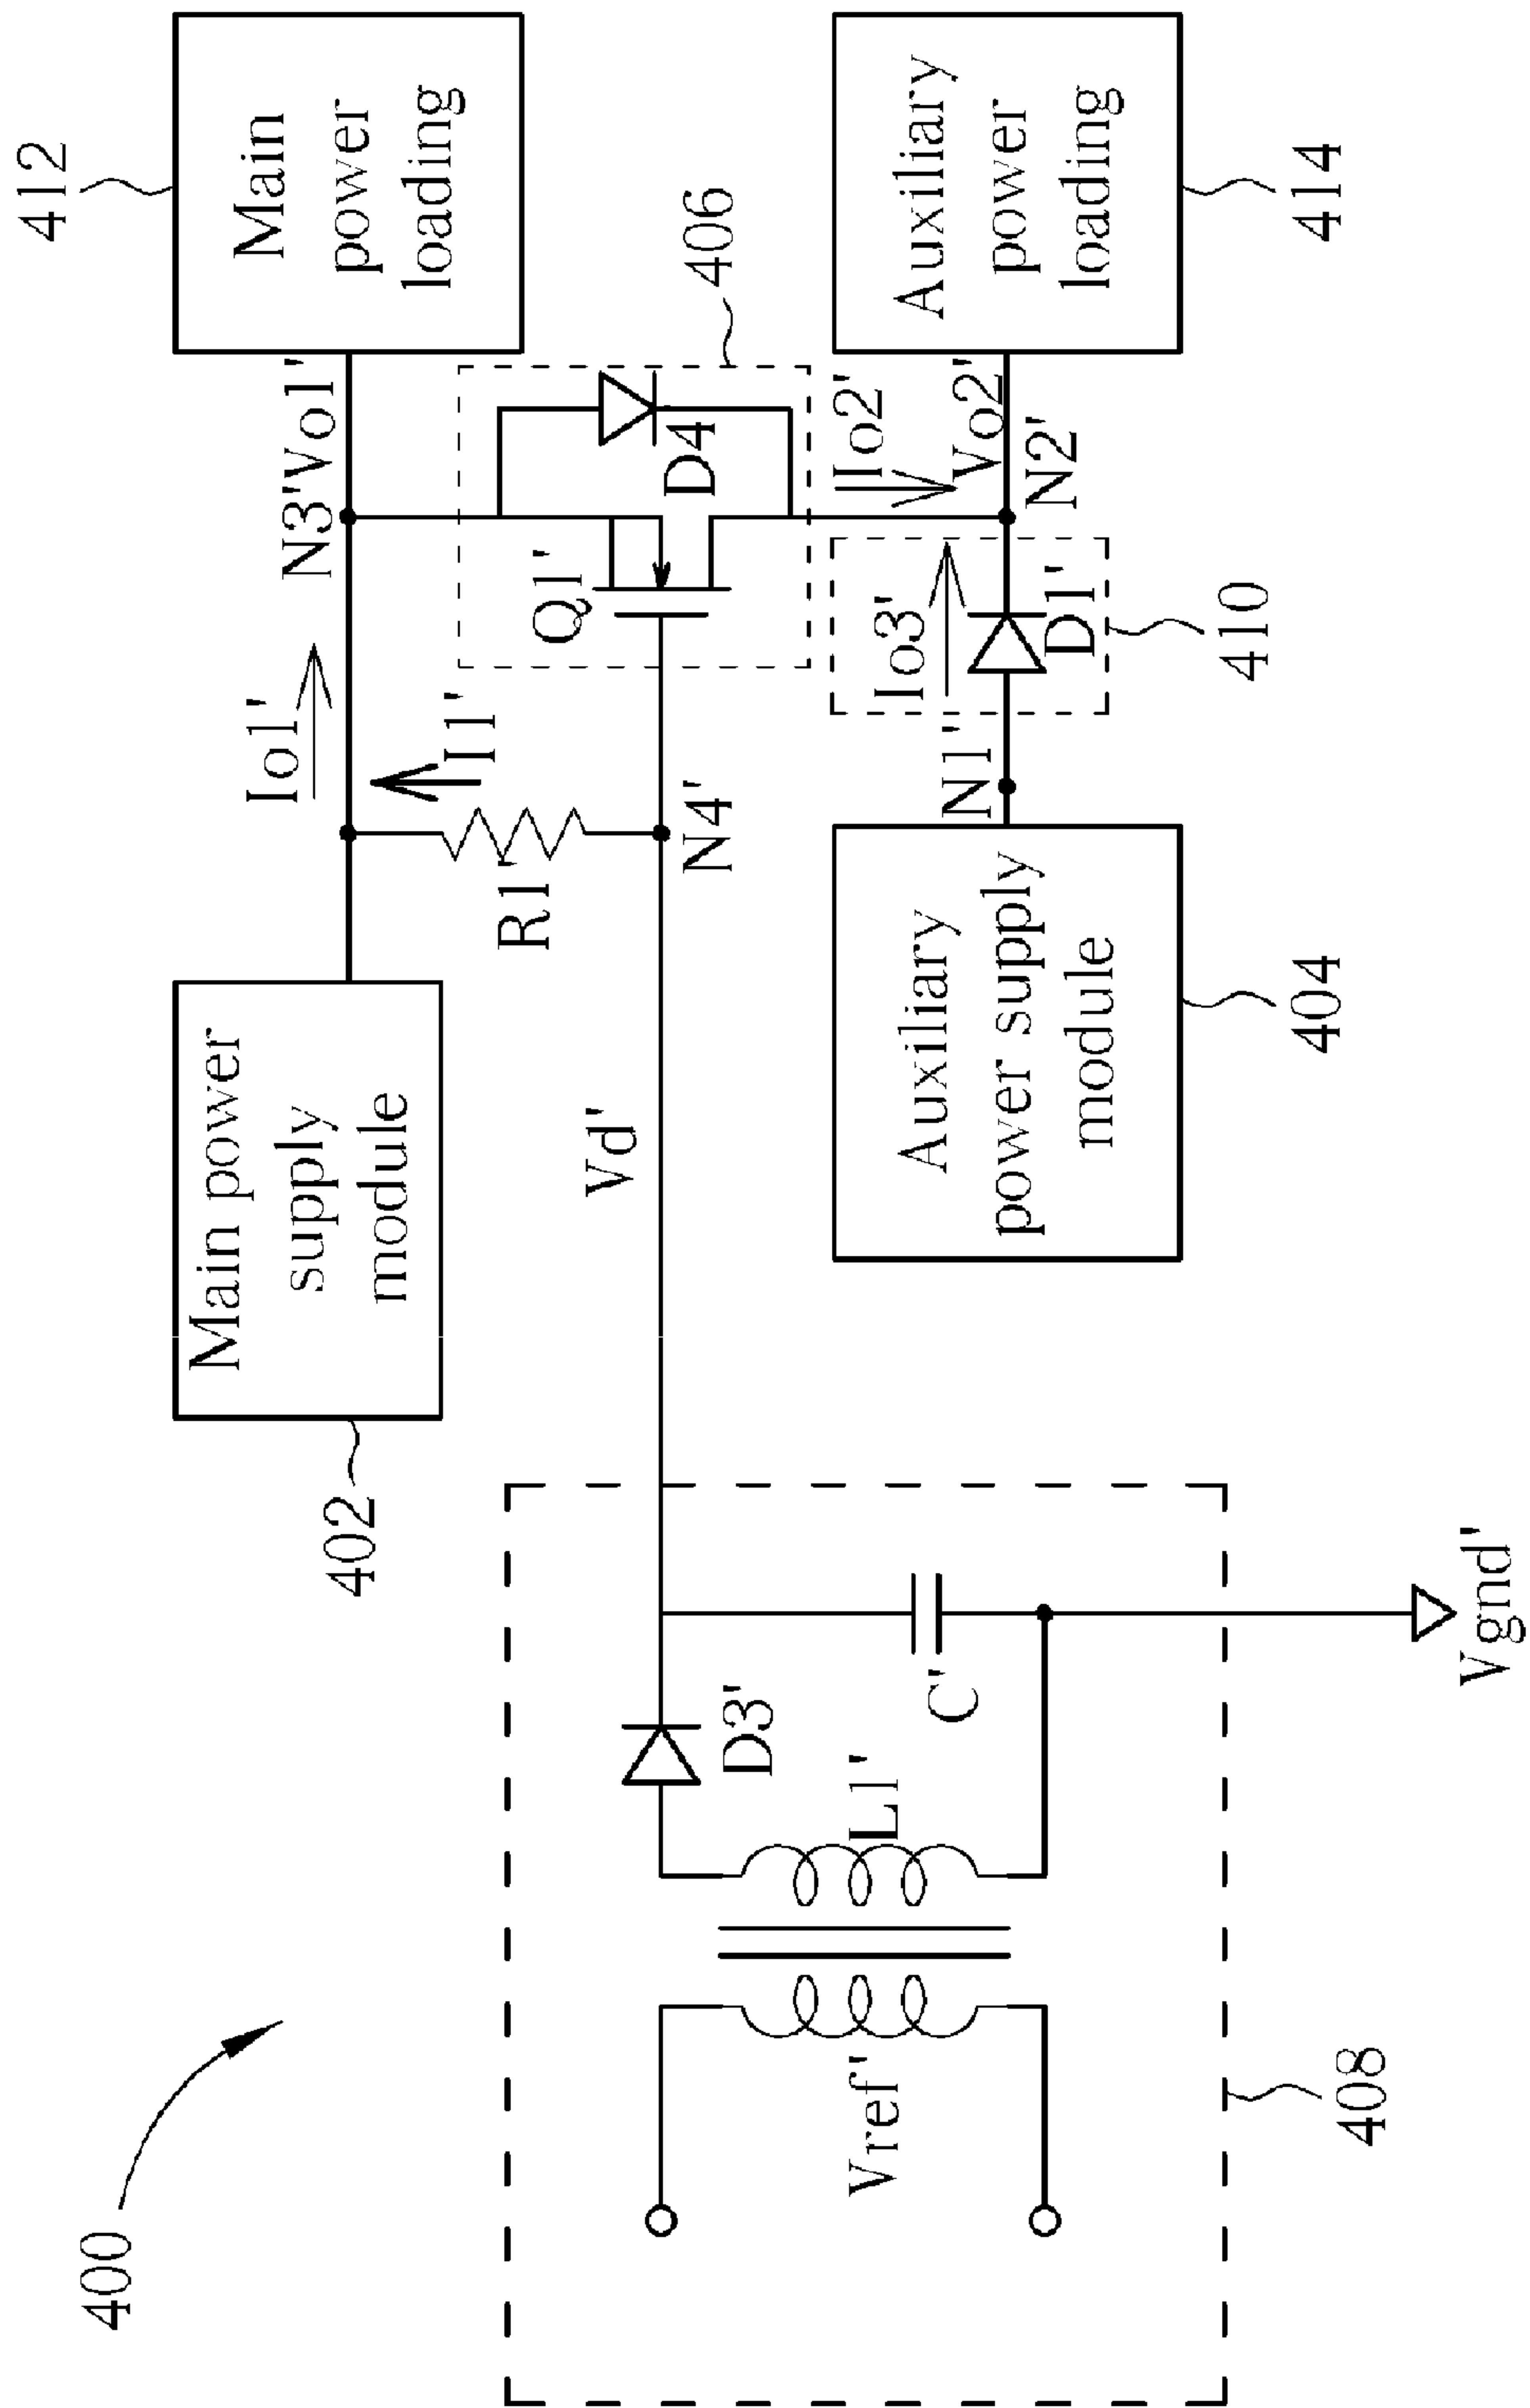 400
408
Vref'
L1'
D3'
C'
Vgnd'
Vd'
402
Main power
supply
module
Io1'
I1'
R1'
N4'
N3'
Vo1'
Main
power
loading
412
Q1'
D4
406
Auxiliary
power supply
module
404
N1'
Io3'
D1'
410
Io2'
Vo2'
N2'
Auxiliary
power
loading
414